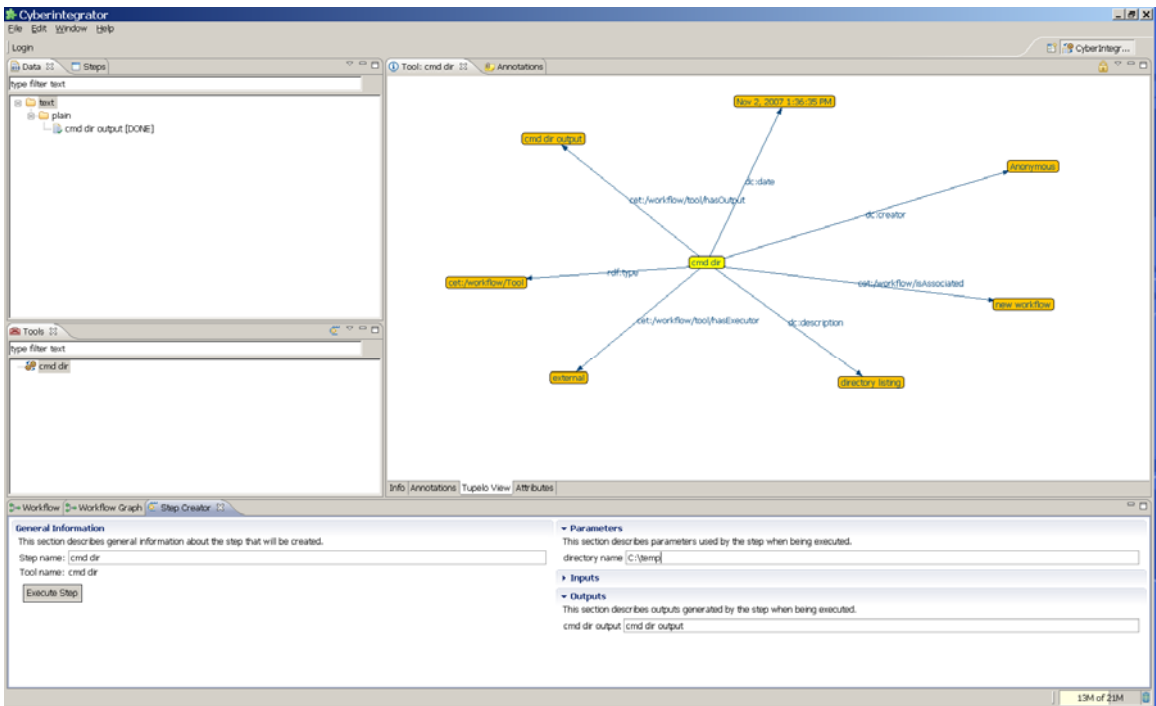 Cyberintegrator
File Edit Window Help
Login
CyberIntegr...
Data Steps
type filter text
text
plain
cmd dir output [DONE]
Tools
type filter text
cmd dir
Tool: cmd dir Annotations
Nov 2, 2007 1:36:35 PM
cmd dir output
Anonymous
dc:date
cet:/workflow/tool/hasOutput
dc:creator
cmd dir
rdf:type
cet:/workflow/Tool
cet:/workflow/isAssociated
new workflow
cet:/workflow/tool/hasExecutor
dc:description
external
directory listing
Info Annotations Tupelo View Attributes
Workflow Workflow Graph Step Creator
General Information
This section describes general information about the step that will be created.
Step name: cmd dir
Tool name: cmd dir
Execute Step
Parameters
This section describes parameters used by the step when being executed.
directory name C:\temp
Inputs
Outputs
This section describes outputs generated by the step when being executed.
cmd dir output cmd dir output
13M of 21M